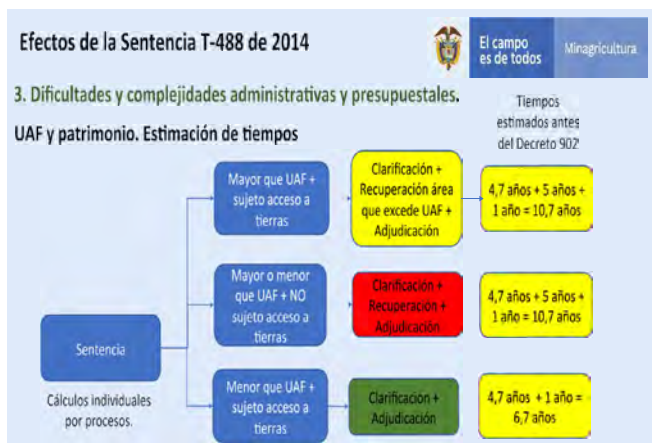 Efectos de la Sentencia T-488 de 2014
El campo
es de todos
Minagricultura
3. Dificultades y complejidades administrativas y presupuestales.
UAF y patrimonio. Estimación de tiempos
Tiempos
estimados antes
del Decreto 902
Mayor que UAF +
sujeto acceso a
tierras
Clarificación +
Recuperación área
que excede UAF +
Adjudicación
4,7 años + 5 años +
1 año = 10,7 años
Mayor o menor
que UAF + NO
sujeto acceso a
tierras
Clarificación +
Recuperación +
Adjudicación
4,7 años + 5 años +
1 año = 10,7 años
Sentencia
Cálculos individuales
por procesos.
Menor que UAF +
sujeto acceso a
tierras
Clarificación +
Adjudicación
4,7 años + 1 año =
6,7 años